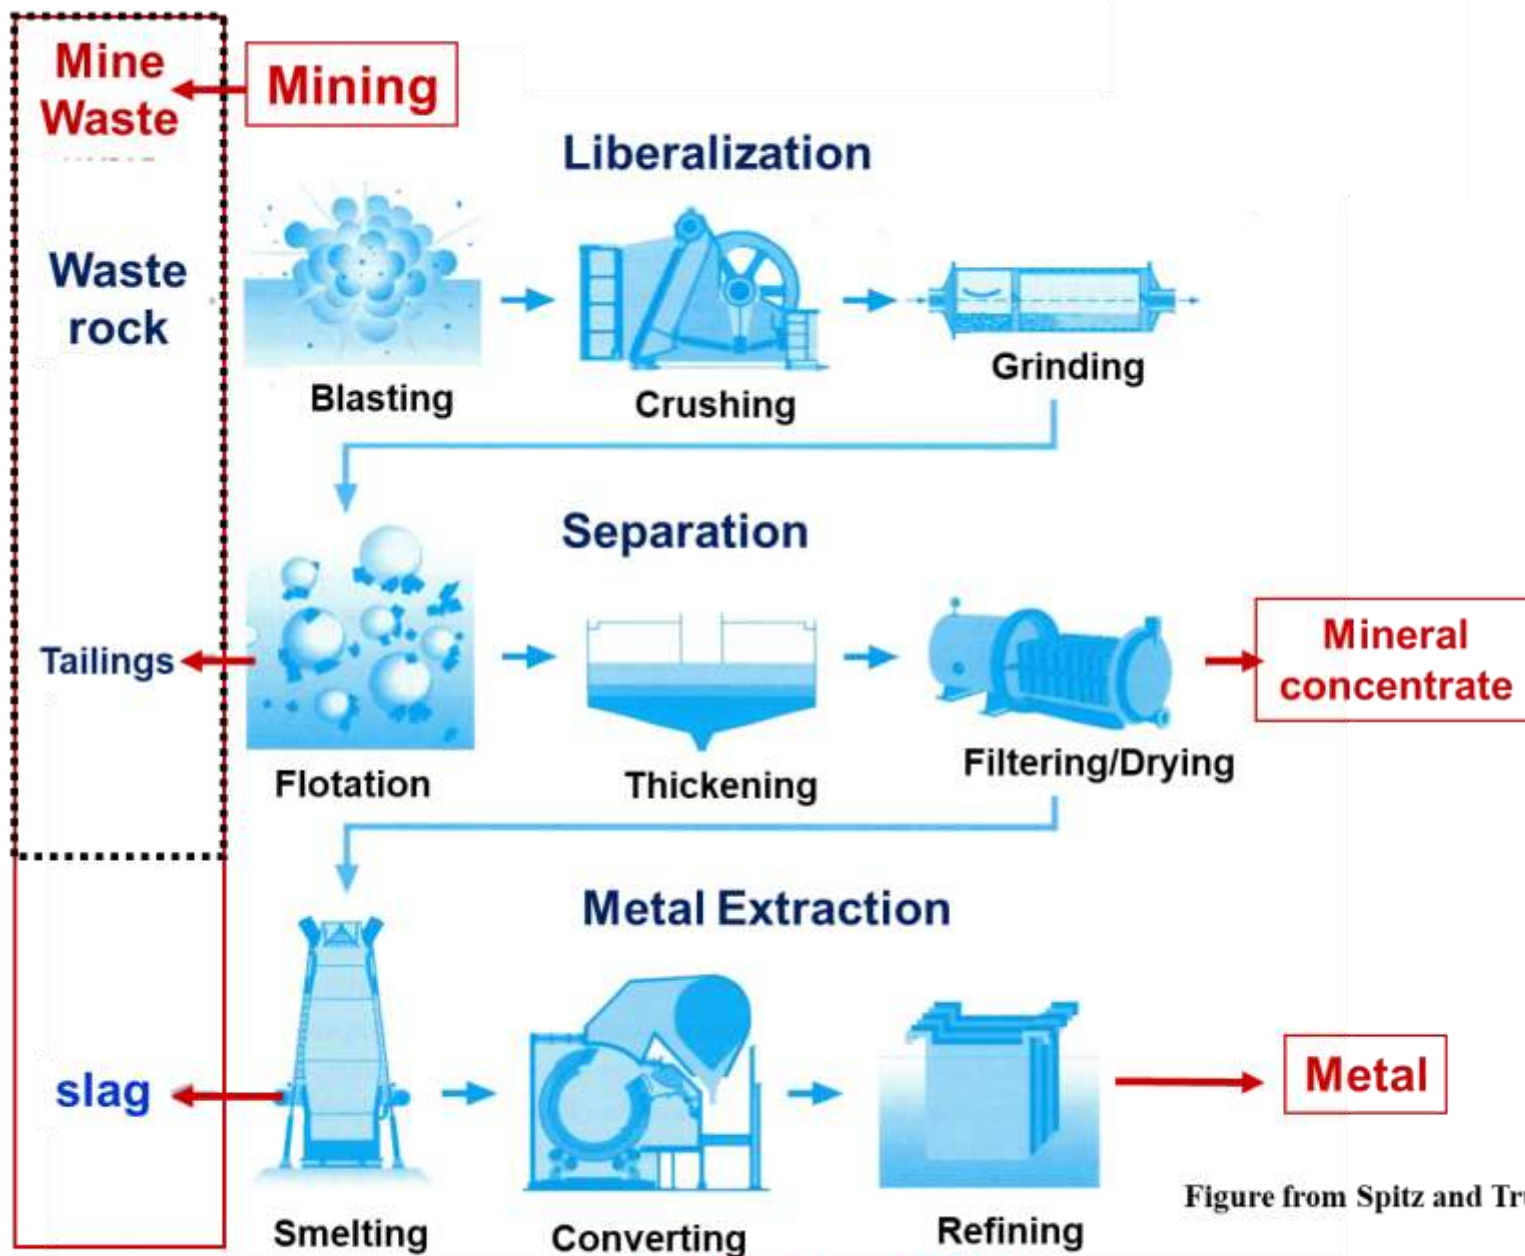 Mine
Waste
Mining
Liberalization
Waste
rock
Blasting
Crushing
Grinding
Separation
Tailings
Mineral
concentrate
Flotation
Thickening
Filtering/Drying
Metal Extraction
slag
Metal
Smelting
Converting
Refining
Figure from Spitz and